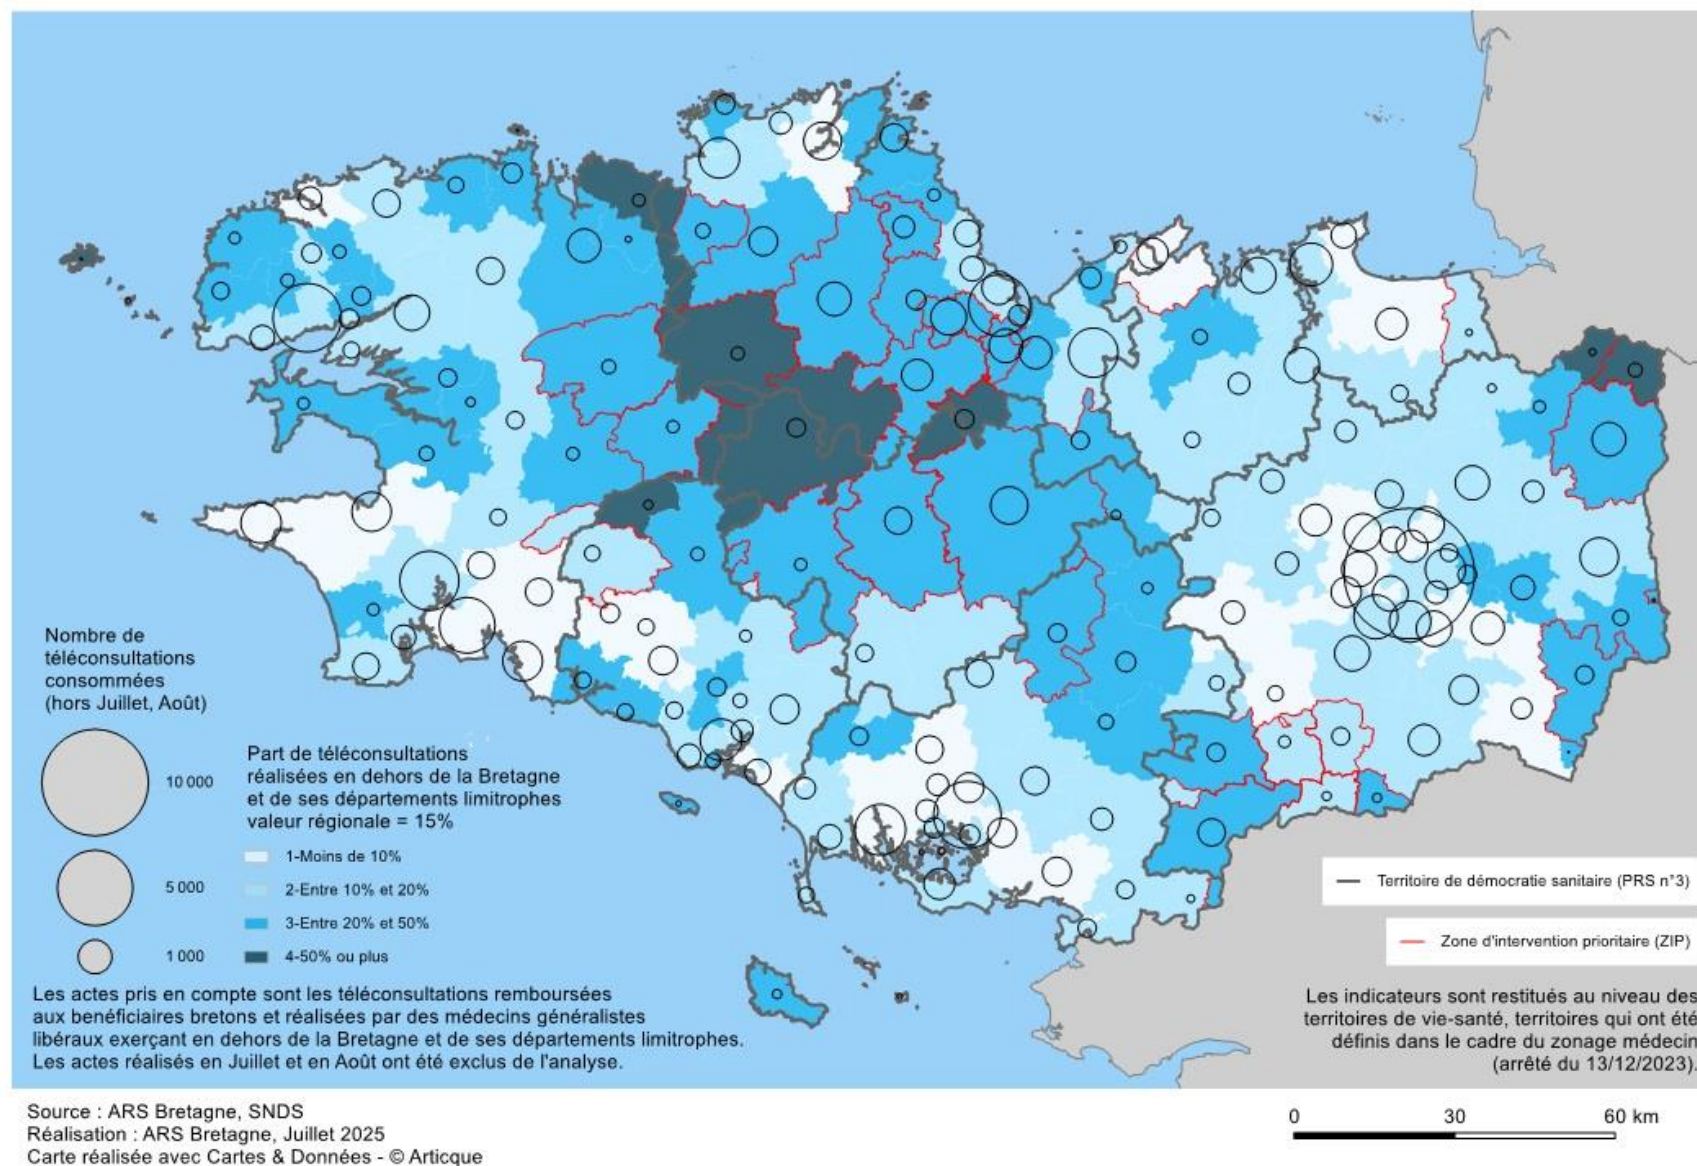 Nombre de
téléconsultations
consommées
(hors Juillet, Août)
10 000
5 000
1 000
Part de téléconsultations
réalisées en dehors de la Bretagne
et de ses départements limitrophes
valeur régionale = 15%
1-Moins de 10%
2-Entre 10% et 20%
3-Entre 20% et 50%
4-50% ou plus
Territoire de démocratie sanitaire (PRS n°3)
Zone d'intervention prioritaire (ZIP)
Les actes pris en compte sont les téléconsultations remboursées
aux benéficiaires bretons et réalisées par des médecins généralistes
libéraux exerçant en dehors de la Bretagne et de ses départements limitrophes.
Les actes réalisés en Juillet et en Août ont été exclus de l'analyse.
Les indicateurs sont restitués au niveau des
territoires de vie-santé, territoires qui ont été
définis dans le cadre du zonage médecin
(arrêté du 13/12/2023).
Source : ARS Bretagne, SNDS
Réalisation : ARS Bretagne, Juillet 2025
Carte réalisée avec Cartes & Données - © Articque
0 30 60 km